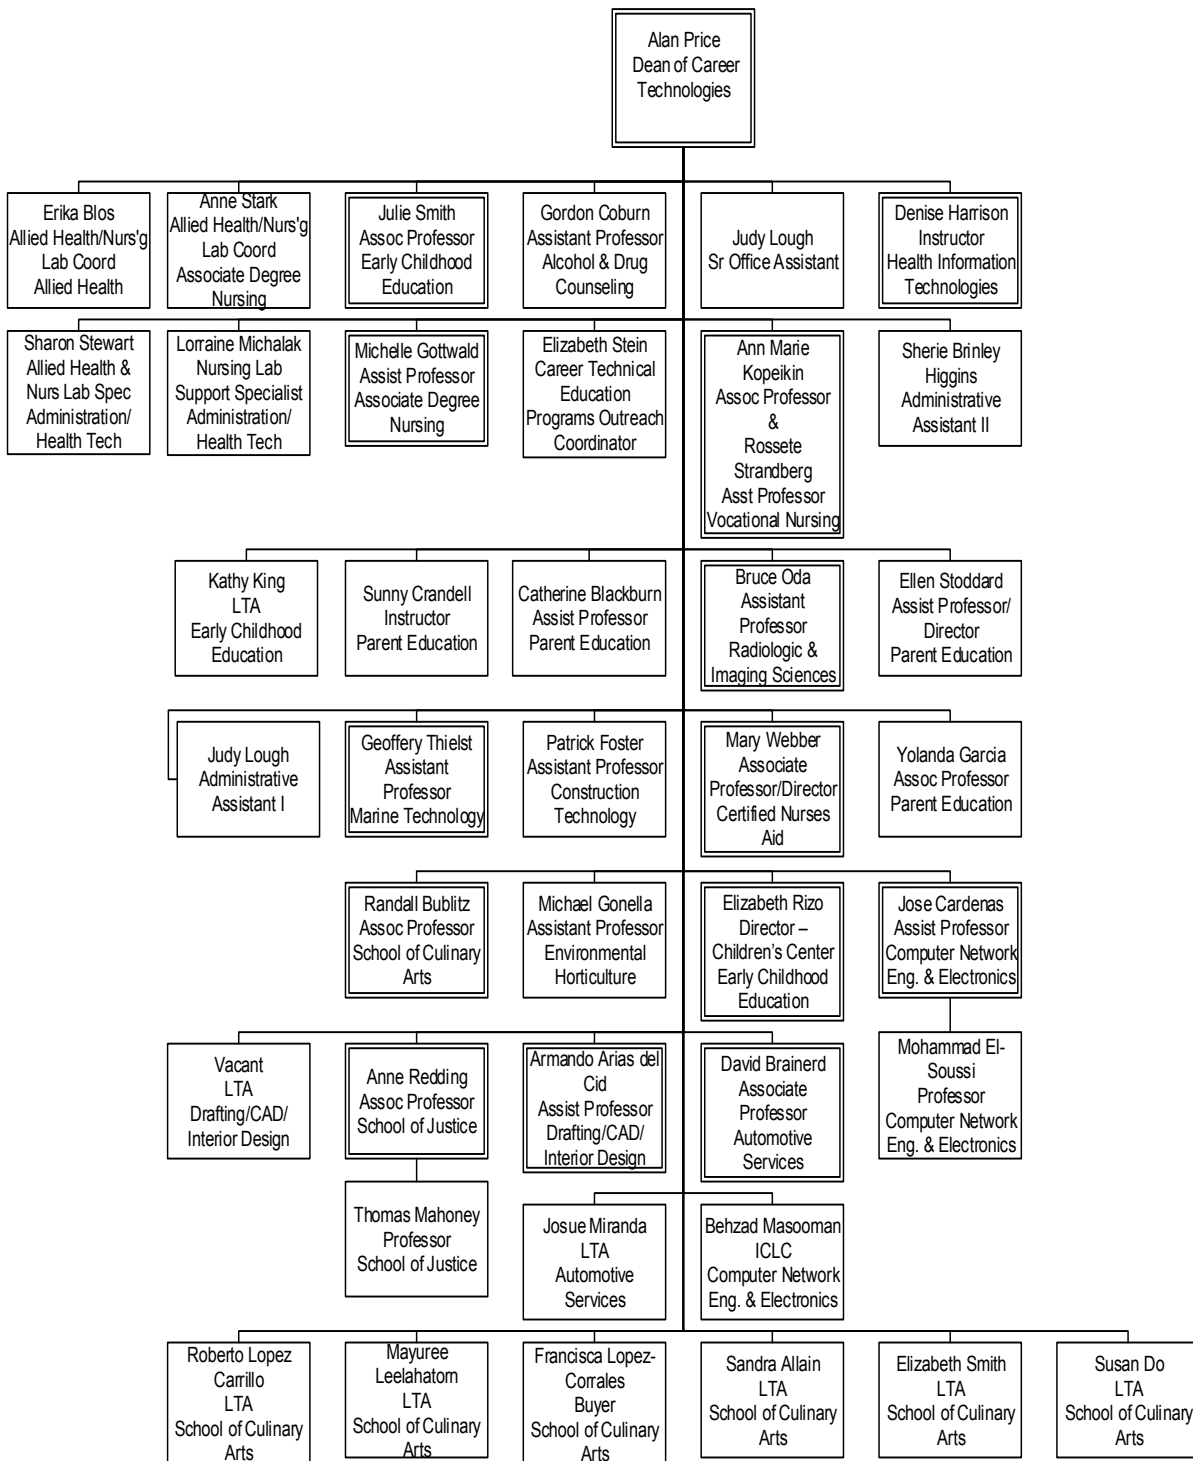 Alan Price
Dean of Career
Technologies
Erika Blos
Allied Health/Nurs'g
Lab Coord
Allied Health
Anne Stark
Allied Health/Nurs'g
Lab Coord
Associate Degree
Nursing
Julie Smith
Assoc Professor
Early Childhood
Education
Gordon Coburn
Assistant Professor
Alcohol & Drug
Counseling
Judy Lough
Sr Office Assistant
Denise Harrison
Instructor
Health Information
Technologies
Sharon Stewart
Allied Health &
Nurs Lab Spec
Administration/
Health Tech
Lorraine Michalak
Nursing Lab
Support Specialist
Administration/
Health Tech
Michelle Gottwald
Assist Professor
Associate Degree
Nursing
Elizabeth Stein
Career Technical
Education
Programs Outreach
Coordinator
Ann Marie
Kopeikin
Assoc Professor
&
Rossete
Strandberg
Asst Professor
Vocational Nursing
Sherie Brinley
Higgins
Administrative
Assistant II
Kathy King
LTA
Early Childhood
Education
Sunny Crandell
Instructor
Parent Education
Catherine Blackburn
Assist Professor
Parent Education
Bruce Oda
Assistant
Professor
Radiologic &
Imaging Sciences
Ellen Stoddard
Assist Professor/
Director
Parent Education
Judy Lough
Administrative
Assistant I
Geoffery Thielst
Assistant
Professor
Marine Technology
Patrick Foster
Assistant Professor
Construction
Technology
Mary Webber
Associate
Professor/Director
Certified Nurses
Aid
Yolanda Garcia
Assoc Professor
Parent Education
Randall Bublitz
Assoc Professor
School of Culinary
Arts
Michael Gonella
Assistant Professor
Environmental
Horticulture
Elizabeth Rizo
Director –
Children's Center
Early Childhood
Education
Jose Cardenas
Assist Professor
Computer Network
Eng. & Electronics
Vacant
LTA
Drafting/CAD/
Interior Design
Anne Redding
Assoc Professor
School of Justice
Armando Arias del
Cid
Assist Professor
Drafting/CAD/
Interior Design
David Brainerd
Associate
Professor
Automotive
Services
Mohammad El-
Soussi
Professor
Computer Network
Eng. & Electronics
Thomas Mahoney
Professor
School of Justice
Josue Miranda
LTA
Automotive
Services
Behzad Masooman
ICLC
Computer Network
Eng. & Electronics
Roberto Lopez
Carrillo
LTA
School of Culinary
Arts
Mayuree
Leelahatorn
LTA
School of Culinary
Arts
Francisca Lopez-
Corrales
Buyer
School of Culinary
Arts
Sandra Allain
LTA
School of Culinary
Arts
Elizabeth Smith
LTA
School of Culinary
Arts
Susan Do
LTA
School of Culinary
Arts